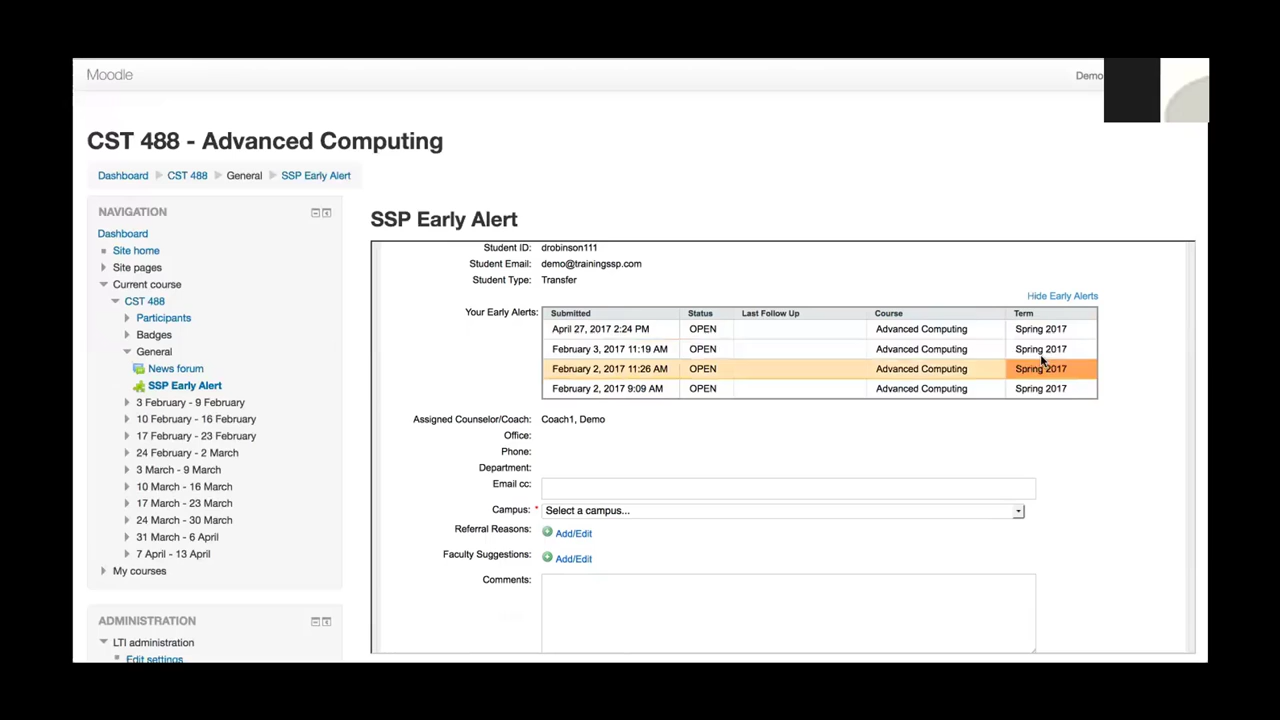 Moodle
Demo
CST 488 - Advanced Computing
Dashboard CST 488 General SSP Early Alert
NAVIGATION
Dashboard
Site home
Site pages
Current course
CST 488
Participants
Badges
General
News forum
SSP Early Alert
3 February - 9 February
10 February - 16 February
17 February - 23 February
24 February - 2 March
3 March - 9 March
10 March - 16 March
17 March - 23 March
24 March - 30 March
31 March - 6 April
7 April - 13 April
My courses
ADMINISTRATION
LTI administration
Edit settings
SSP Early Alert
Student ID: drobinson111
Student Email: demo@trainingssp.com
Student Type: Transfer
Hide Early Alerts
Your Early Alerts: Submitted Status Last Follow Up Course Term
April 27, 2017 2:24 PM OPEN Advanced Computing Spring 2017
February 3, 2017 11:19 AM OPEN Advanced Computing Spring 2017
February 2, 2017 11:26 AM OPEN Advanced Computing Spring 2017
February 2, 2017 9:09 AM OPEN Advanced Computing Spring 2017
Assigned Counselor/Coach: Coach1, Demo
Office:
Phone:
Department:
Email cc:
Campus: * Select a campus...
Referral Reasons: Add/Edit
Faculty Suggestions: Add/Edit
Comments: